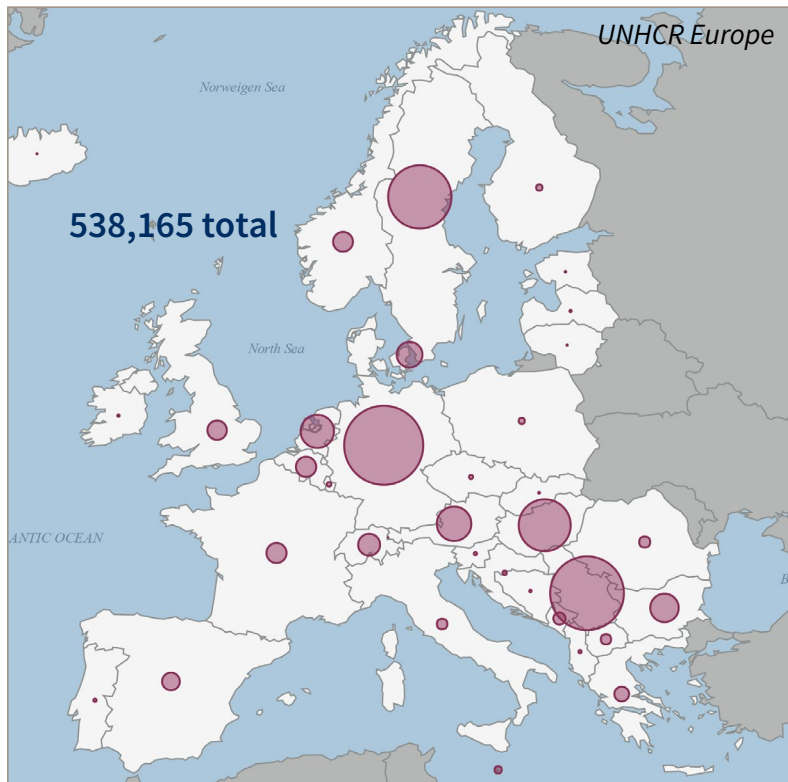 UNHCR Europe
Norweigen Sea
538,165 total
North Sea
ANTIC OCEAN
B